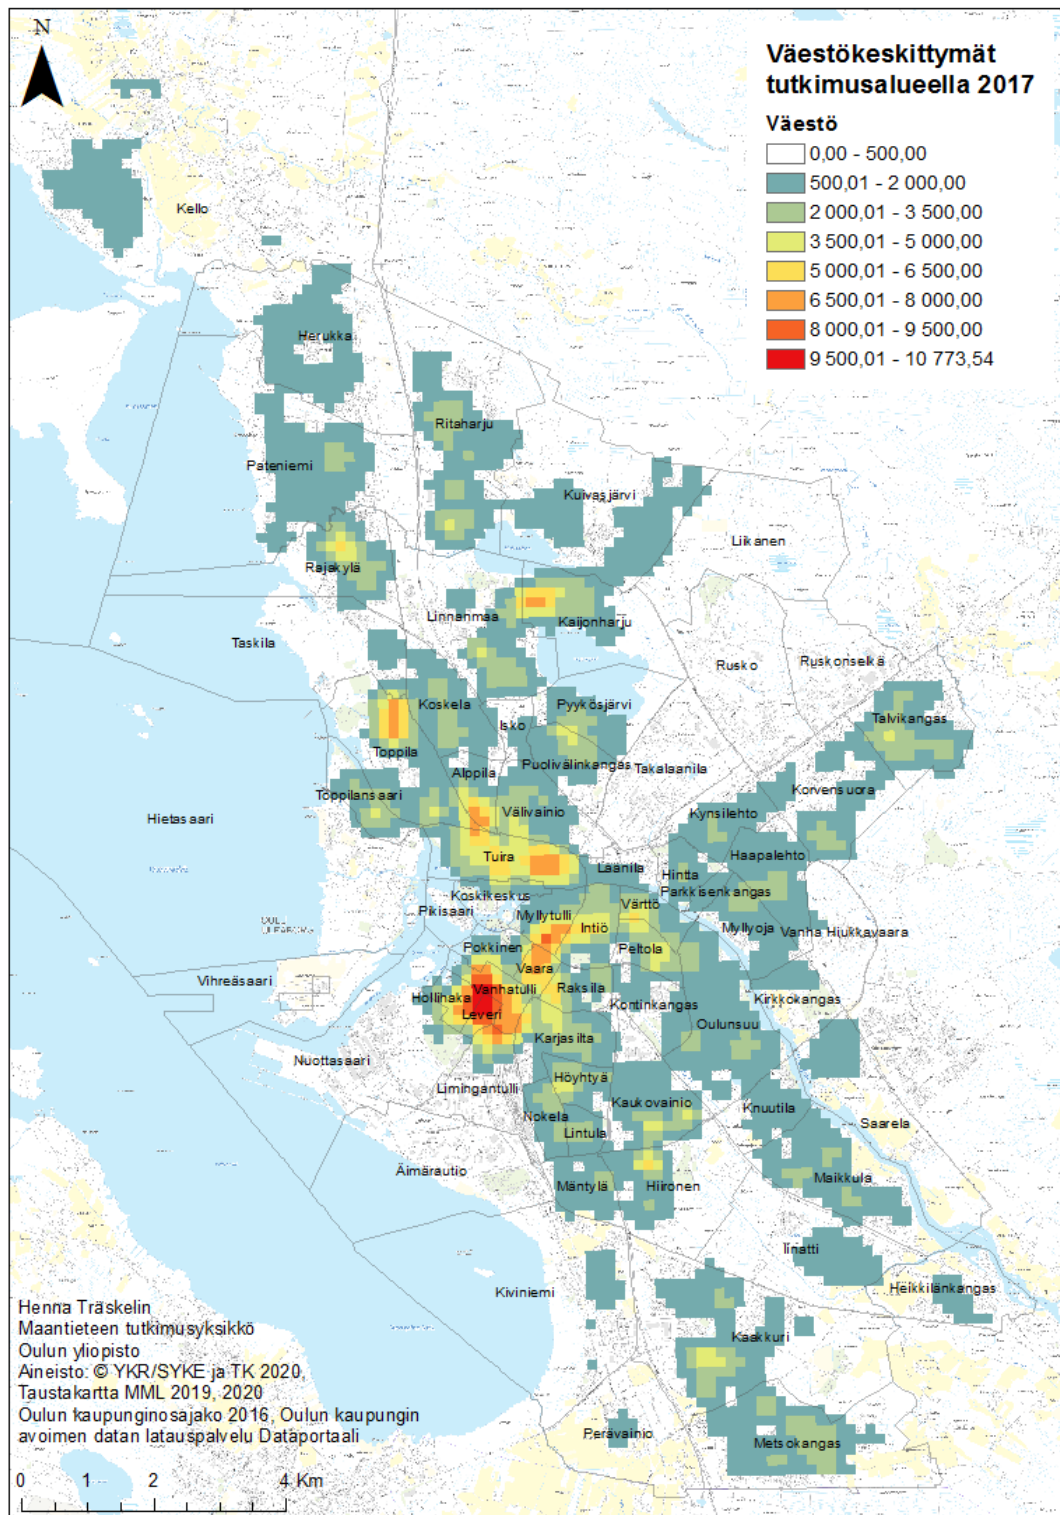 N
Väestökeskittymät
tutkimusalueella 2017
Väestö
0,00 - 500,00
500,01 - 2 000,00
2 000,01 - 3 500,00
3 500,01 - 5 000,00
5 000,01 - 6 500,00
6 500,01 - 8 000,00
8 000,01 - 9 500,00
9 500,01 - 10 773,54
Kello
Herukka
Ritaharju
Pateniemi
Kuivasjärvi
Liikanen
Rajakylä
Linnanmaa
Kaijonharju
Taskila
Rusko
Ruskonselkä
Koskela
Pyykösjärvi
Isko
Talvikangas
Toppila
Puolivälinkangas
Takalaanila
Alppila
Toppilansaari
Korvensuora
Hietasaari
Välivainio
Kynsilehto
Tuira
Haapalehto
Laanila
Hintta
Koskikeskus
Parkkisenkangas
Pikisaari
Värttö
Myllytulli
Intiö
Myllyoja
Vanha Hiukkavaara
Pokkinen
Peltola
Vaara
Vihreäsaari
Vanhatulli
Raksila
Hollihaka
Kontinkangas
Kirkkokangas
Leveri
Oulunsuu
Karjasilta
Nuottasaari
Höyhtyä
Limingantulli
Kaukovainio
Knuutila
Nokela
Saarela
Lintula
Äimärautio
Mäntylä
Hiironen
Maikkula
Iinatti
Kiviniemi
Heikkilänkangas
Kaakkuri
Perävainio
Metsokangas
Henna Träskelin
Maantieteen tutkimusyksikkö
Oulun yliopisto
Aineisto: © YKR/SYKE ja TK 2020,
Taustakartta MML 2019, 2020
Oulun kaupunginosajako 2016, Oulun kaupungin
avoimen datan latauspalvelu Dataportaali
0 1 2 4 Km